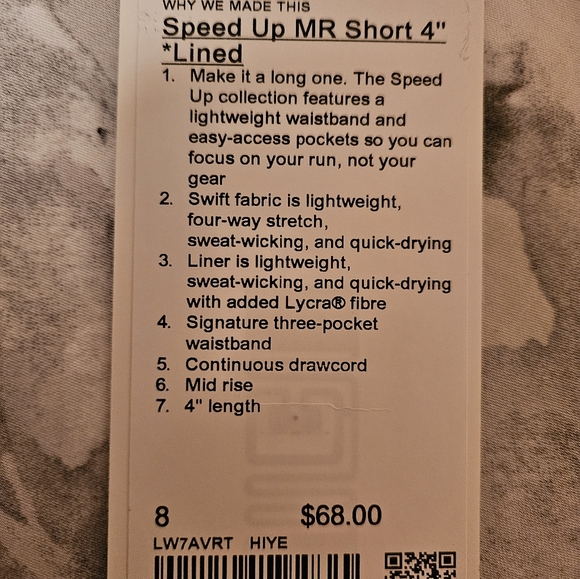 WHY WE MADE THIS
Speed Up MR Short 4"
*Lined
1. Make it a long one. The Speed
Up collection features a
lightweight waistband and
easy-access pockets so you can
focus on your run, not your
gear
2. Swift fabric is lightweight,
four-way stretch,
sweat-wicking, and quick-drying
3. Liner is lightweight,
sweat-wicking, and quick-drying
with added Lycra® fibre
4. Signature three-pocket
waistband
5. Continuous drawcord
6. Mid rise
7. 4" length
8 $68.00
LW7AVRT HIYE